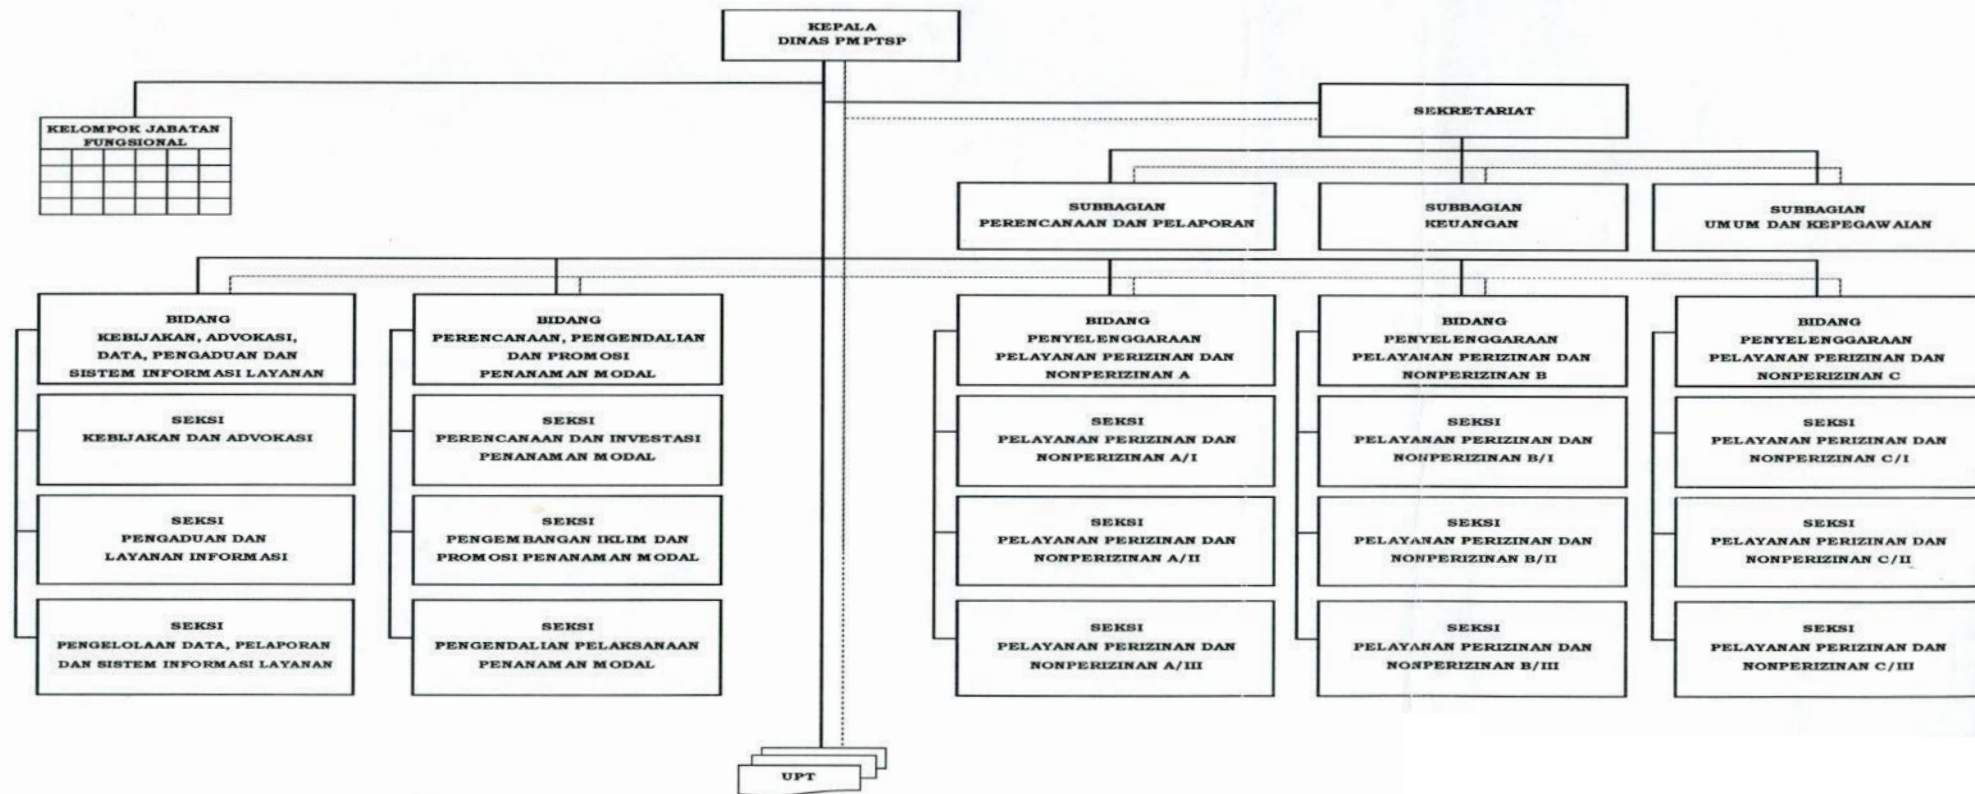 KEPALA
DINAS PMPTSP
KELOMPOK JABATAN
FUNGSIONAL
SEKRETARIAT
SUBBAGIAN
PERENCANAAN DAN PELAPORAN
SUBBAGIAN
KEUANGAN
SUBBAGIAN
UMUM DAN KEPEGAWAIAN
BIDANG
KEBIJAKAN, ADVOKASI,
DATA, PENGADUAN DAN
SISTEM INFORMASI LAYANAN
SEKSI
KEBIJAKAN DAN ADVOKASI
SEKSI
PENGADUAN DAN
LAYANAN INFORMASI
SEKSI
PENGELOLAAN DATA, PELAPORAN
DAN SISTEM INFORMASI LAYANAN
BIDANG
PERENCANAAN, PENGENDALIAN
DAN PROMOSI
PENANAMAN MODAL
SEKSI
PERENCANAAN DAN INVESTASI
PENANAMAN MODAL
SEKSI
PENGEMBANGAN IKLIM DAN
PROMOSI PENANAMAN MODAL
SEKSI
PENGENDALIAN PELAKSANAAN
PENANAMAN MODAL
BIDANG
PENYELENGGARAAN
PELAYANAN PERIZINAN DAN
NONPERIZINAN A
SEKSI
PELAYANAN PERIZINAN DAN
NONPERIZINAN A/I
SEKSI
PELAYANAN PERIZINAN DAN
NONPERIZINAN A/II
SEKSI
PELAYANAN PERIZINAN DAN
NONPERIZINAN A/III
BIDANG
PENYELENGGARAAN
PELAYANAN PERIZINAN DAN
NONPERIZINAN B
SEKSI
PELAYANAN PERIZINAN DAN
NONPERIZINAN B/I
SEKSI
PELAYANAN PERIZINAN DAN
NONPERIZINAN B/II
SEKSI
PELAYANAN PERIZINAN DAN
NONPERIZINAN B/III
BIDANG
PENYELENGGARAAN
PELAYANAN PERIZINAN DAN
NONPERIZINAN C
SEKSI
PELAYANAN PERIZINAN DAN
NONPERIZINAN C/I
SEKSI
PELAYANAN PERIZINAN DAN
NONPERIZINAN C/II
SEKSI
PELAYANAN PERIZINAN DAN
NONPERIZINAN C/III
UPT